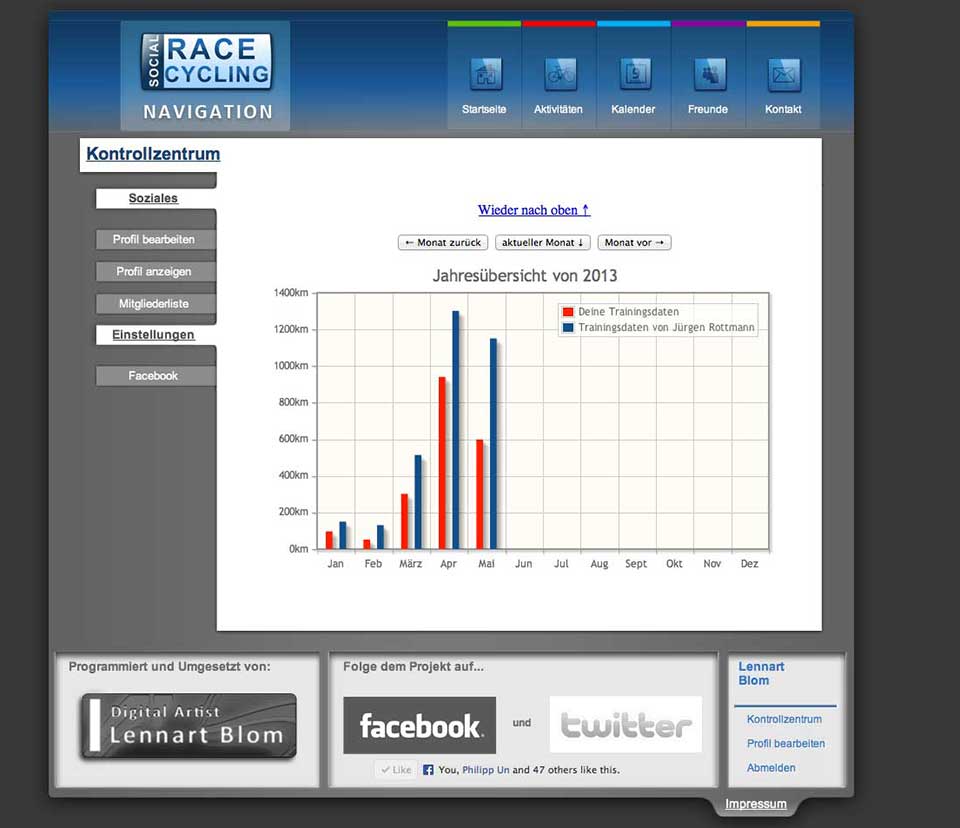 SOCIAL
RACE
CYCLING
NAVIGATION
Startseite
Aktivitäten
9
Kalender
Freunde
Kontakt
Kontrollzentrum
Soziales
Profil bearbeiten
Profil anzeigen
Mitgliederliste
Einstellungen
Facebook
Wieder nach oben ↑
← Monat zurück
aktueller Monat ↓
Monat vor →
Jahresübersicht von 2013
1400km
1200km
1000km
800km
600km
400km
200km
0km
Deine Trainingsdaten
Trainingsdaten von Jürgen Rottmann
Jan Feb März Apr Mai Jun Jul Aug Sept Okt Nov Dez
Programmiert und Umgesetzt von:
Digital Artist
Lennart Blom
Folge dem Projekt auf...
facebook.
und
twitter
✓ Like
f You, Philipp Un and 47 others like this.
Lennart
Blom
Kontrollzentrum
Profil bearbeiten
Abmelden
Impressum